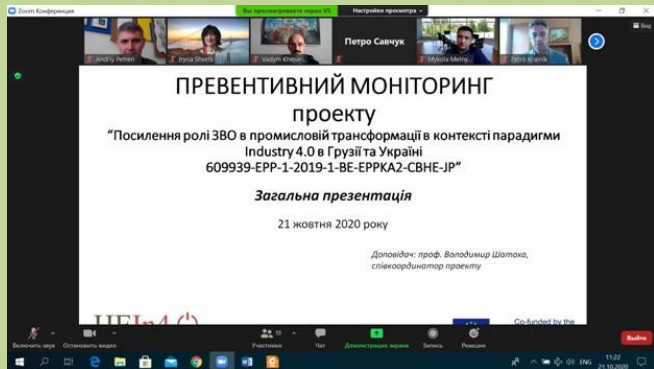 Zoom Конференция
Вы просматриваете экран VS
Настройки просмотра
Вид
Andriy Petren
Iryna Shvets
Петро Савчук
Mykola Melny...
Petro Krainik
ПРЕВЕНТИВНИЙ МОНІТОРИНГ
проекту
“Посилення ролі ЗВО в промисловій трансформації в контексті парадигми
Industry 4.0 в Грузії та Україні
609939-EPP-1-2019-1-BE-EPPKA2-CBHE-JP”
Загальна презентація
21 жовтня 2020 року
Доповідач: проф. Володимир Шатоха,
співкоординатор проекту
HEIn4
Co-funded by the
Включить звук
Остановить видео
Участники
19
Чат
Демонстрация экрана
Запись
Реакции
Выйти
ENG
11:22
21.10.2020